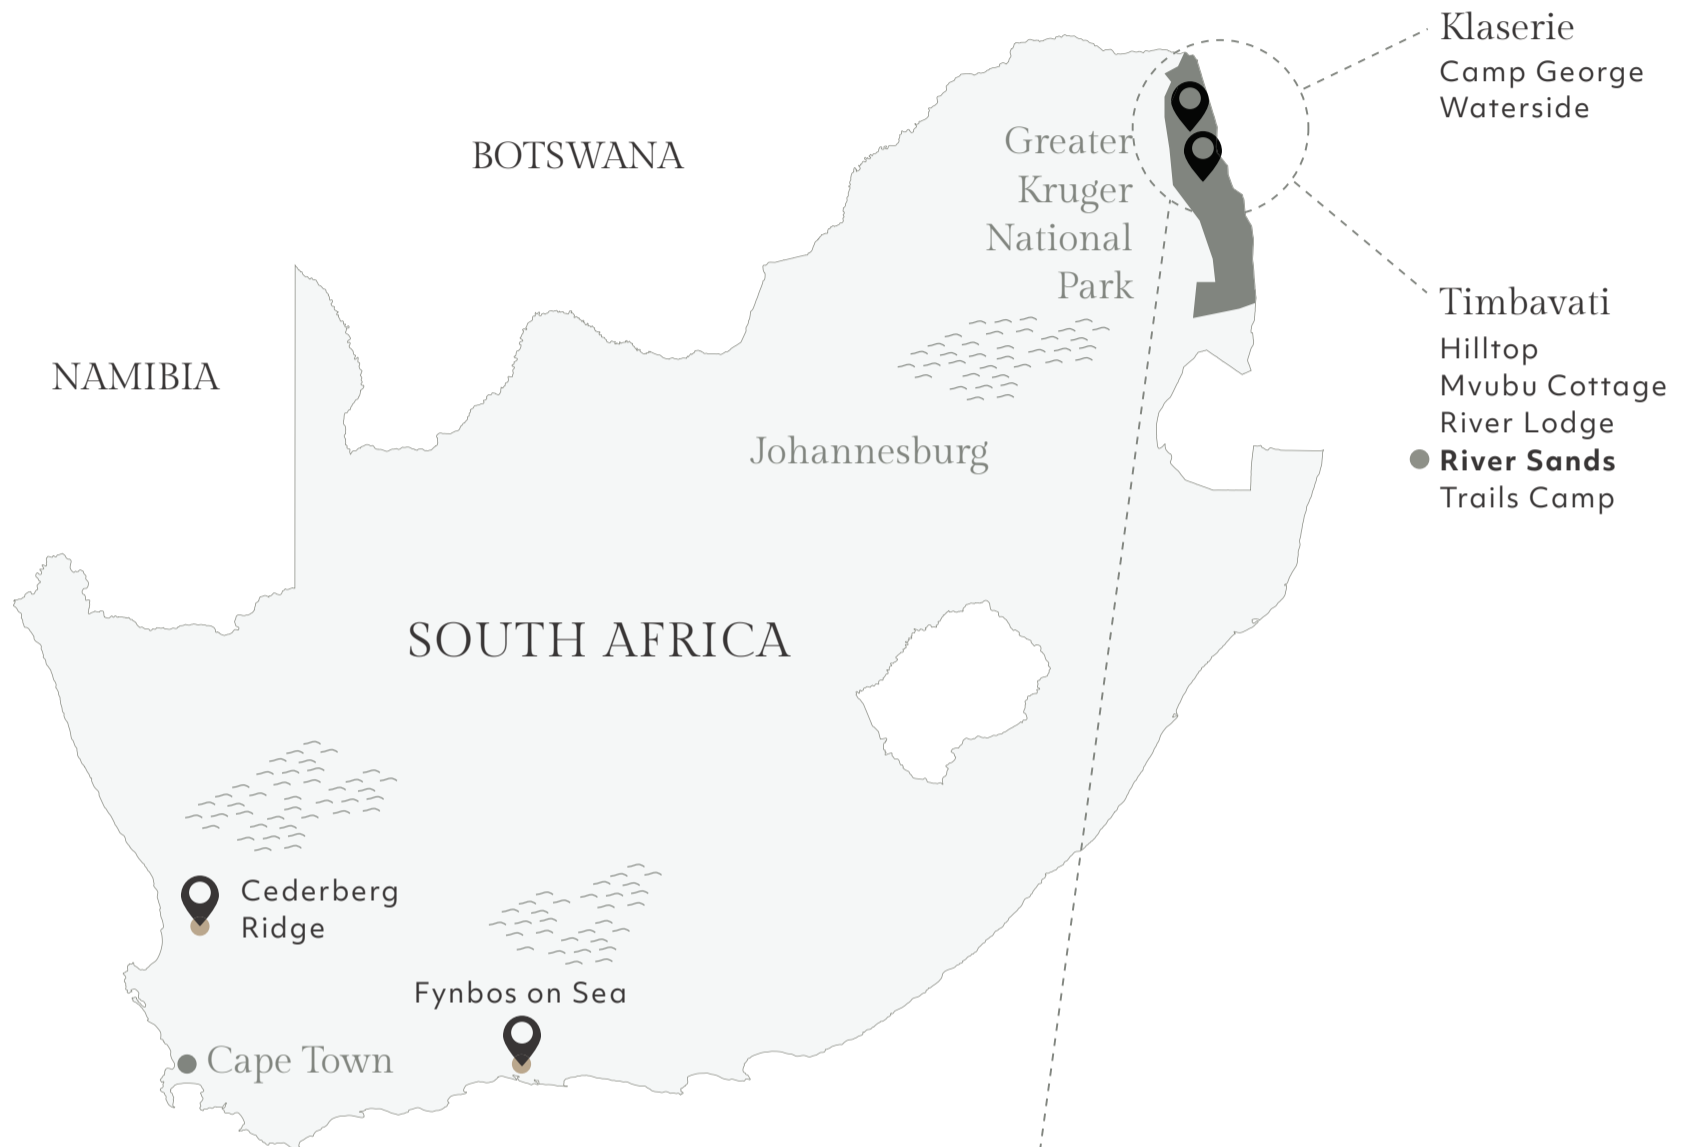 Klaserie
Camp George
Waterside
BOTSWANA
Greater
Kruger
National
Park
Timbavati
Hilltop
Mvubu Cottage
River Lodge
River Sands
Trails Camp
NAMIBIA
Johannesburg
SOUTH AFRICA
Cederberg
Ridge
Fynbos on Sea
Cape Town